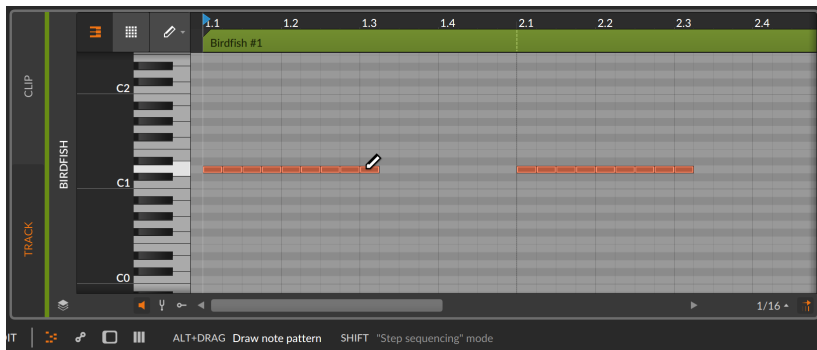 1.1 1.2 1.3 1.4 2.1 2.2 2.3 2.4
Birdfish #1
CLIP
TRACK
BIRDFISH
C2
C1
C0
1/16
IT
ALT+DRAG Draw note pattern SHIFT "Step sequencing" mode